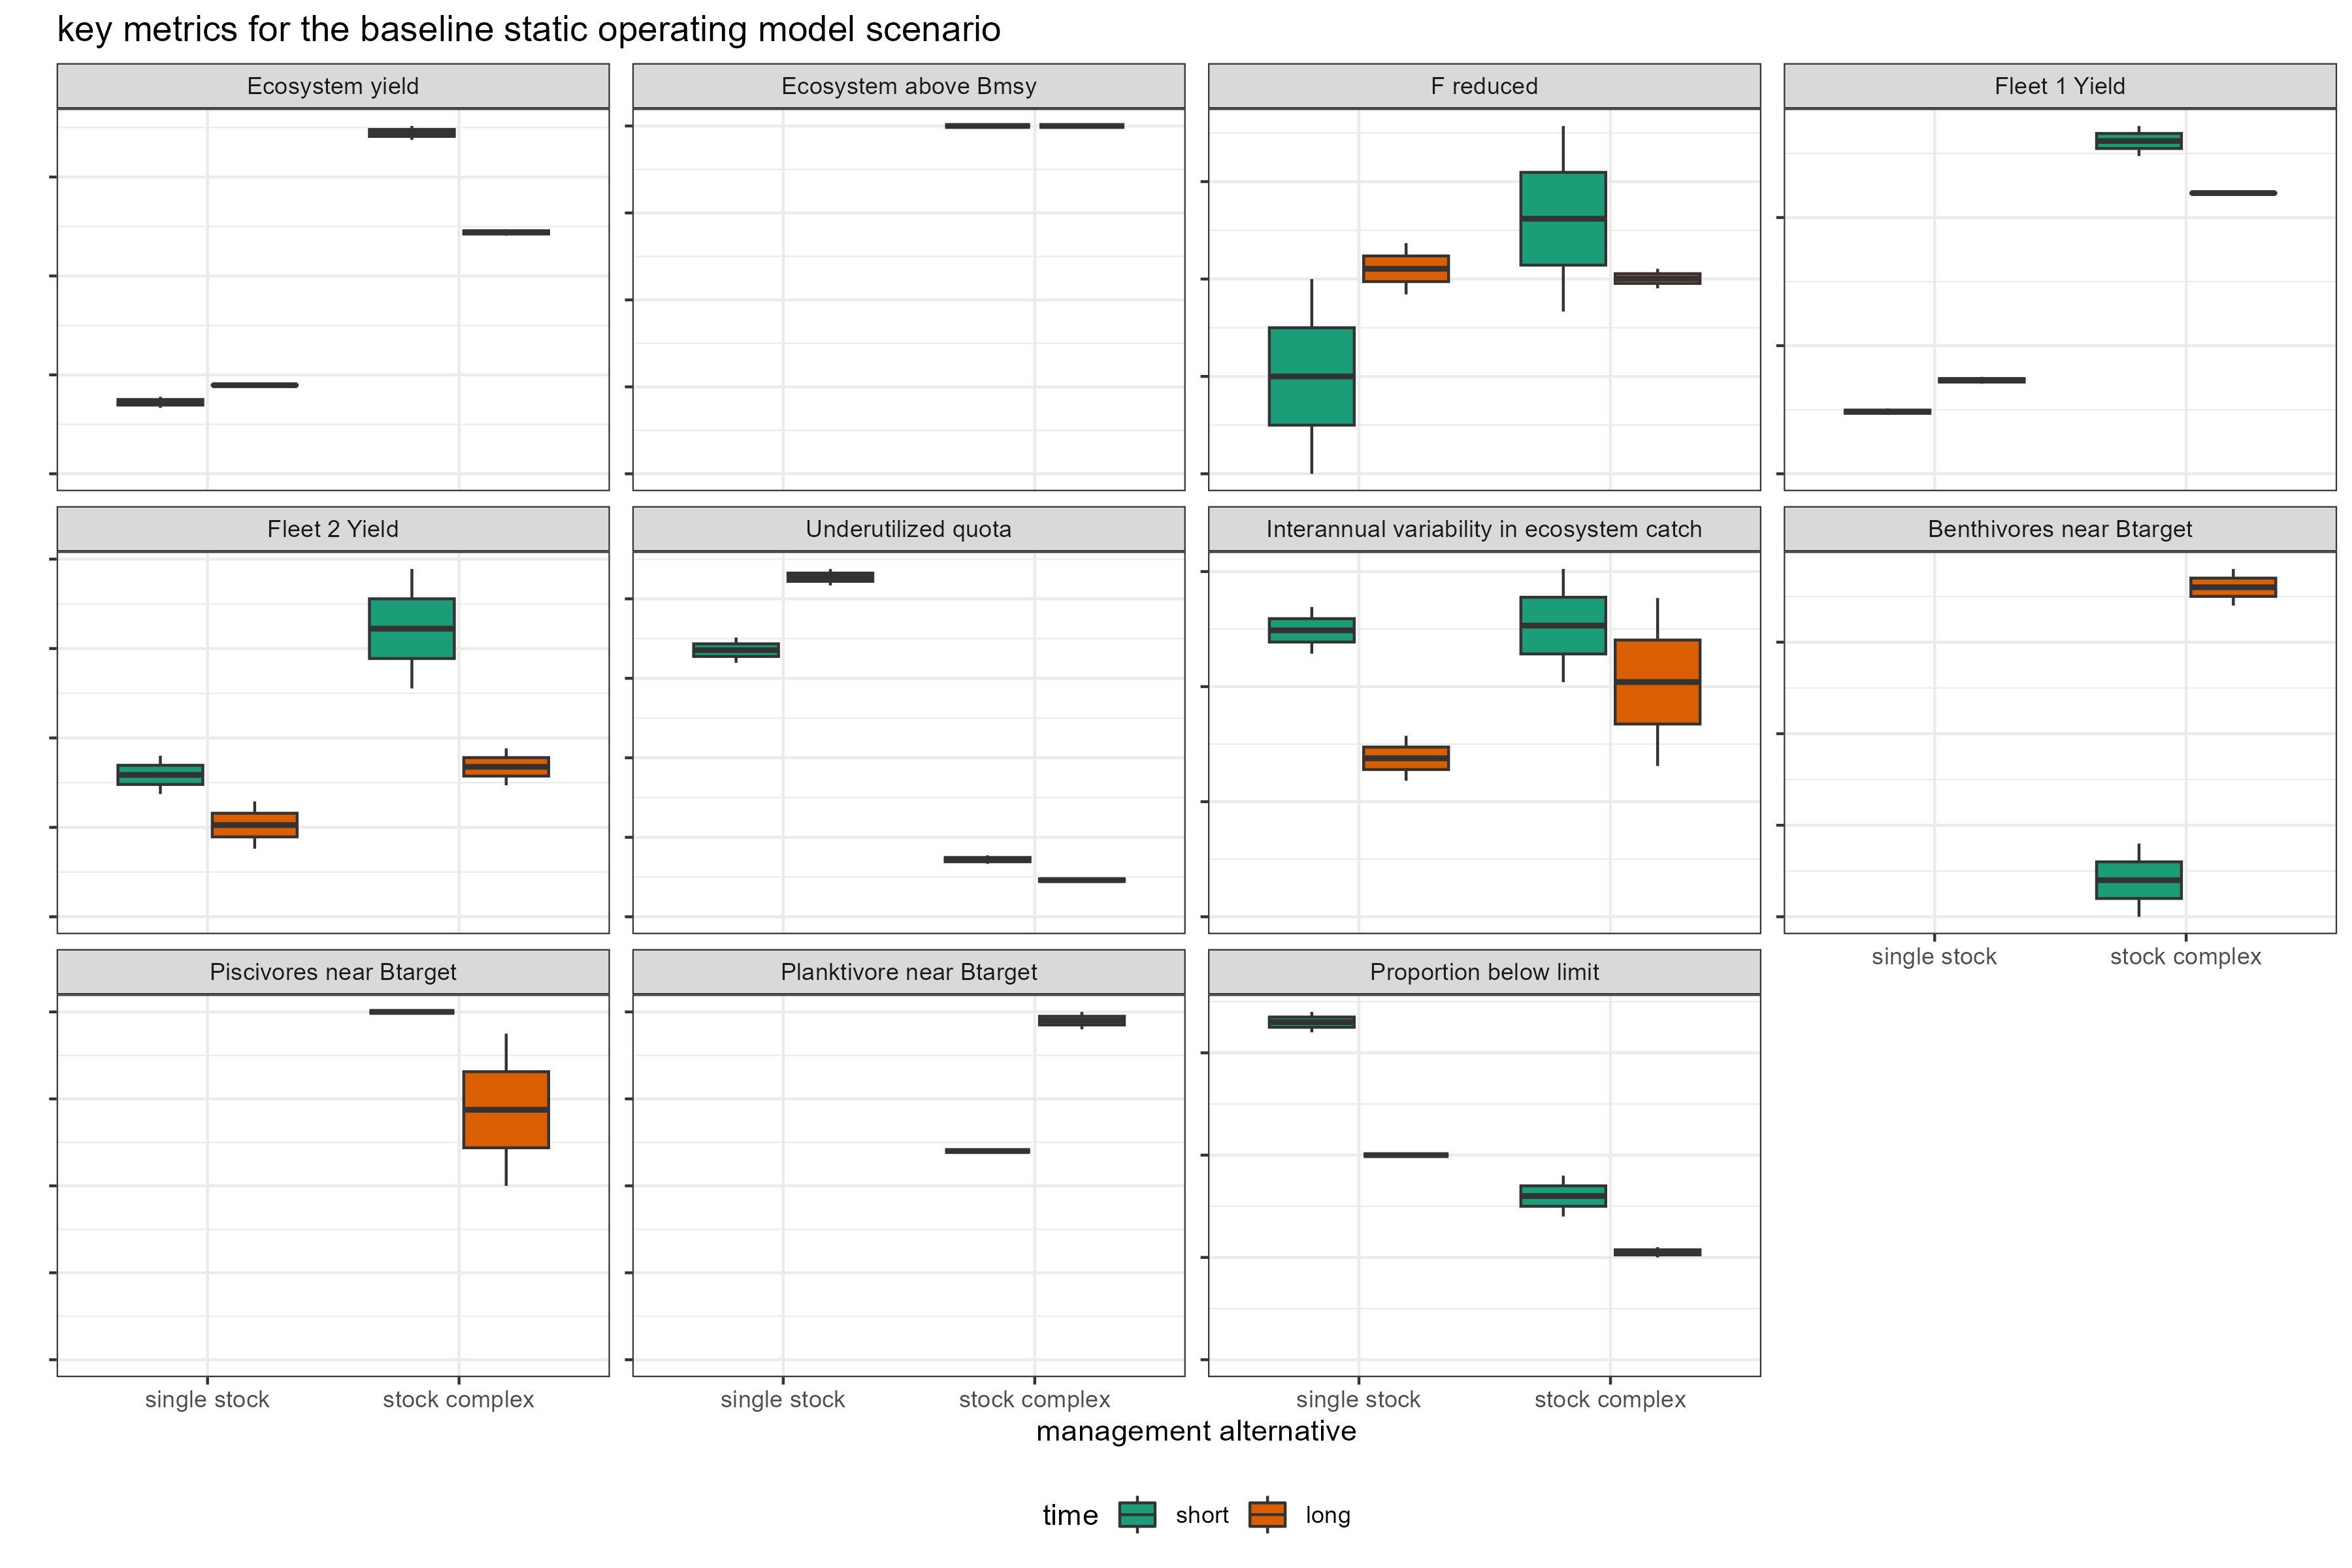 key metrics for the baseline static operating model scenario
Ecosystem yield
Ecosystem above Bmsy
F reduced
Fleet 1 Yield
Fleet 2 Yield
Underutilized quota
Interannual variability in ecosystem catch
Benthivores near Btarget
single stock
stock complex
Piscivores near Btarget
Planktivore near Btarget
Proportion below limit
single stock
stock complex
single stock
stock complex
single stock
stock complex
management alternative
time short long